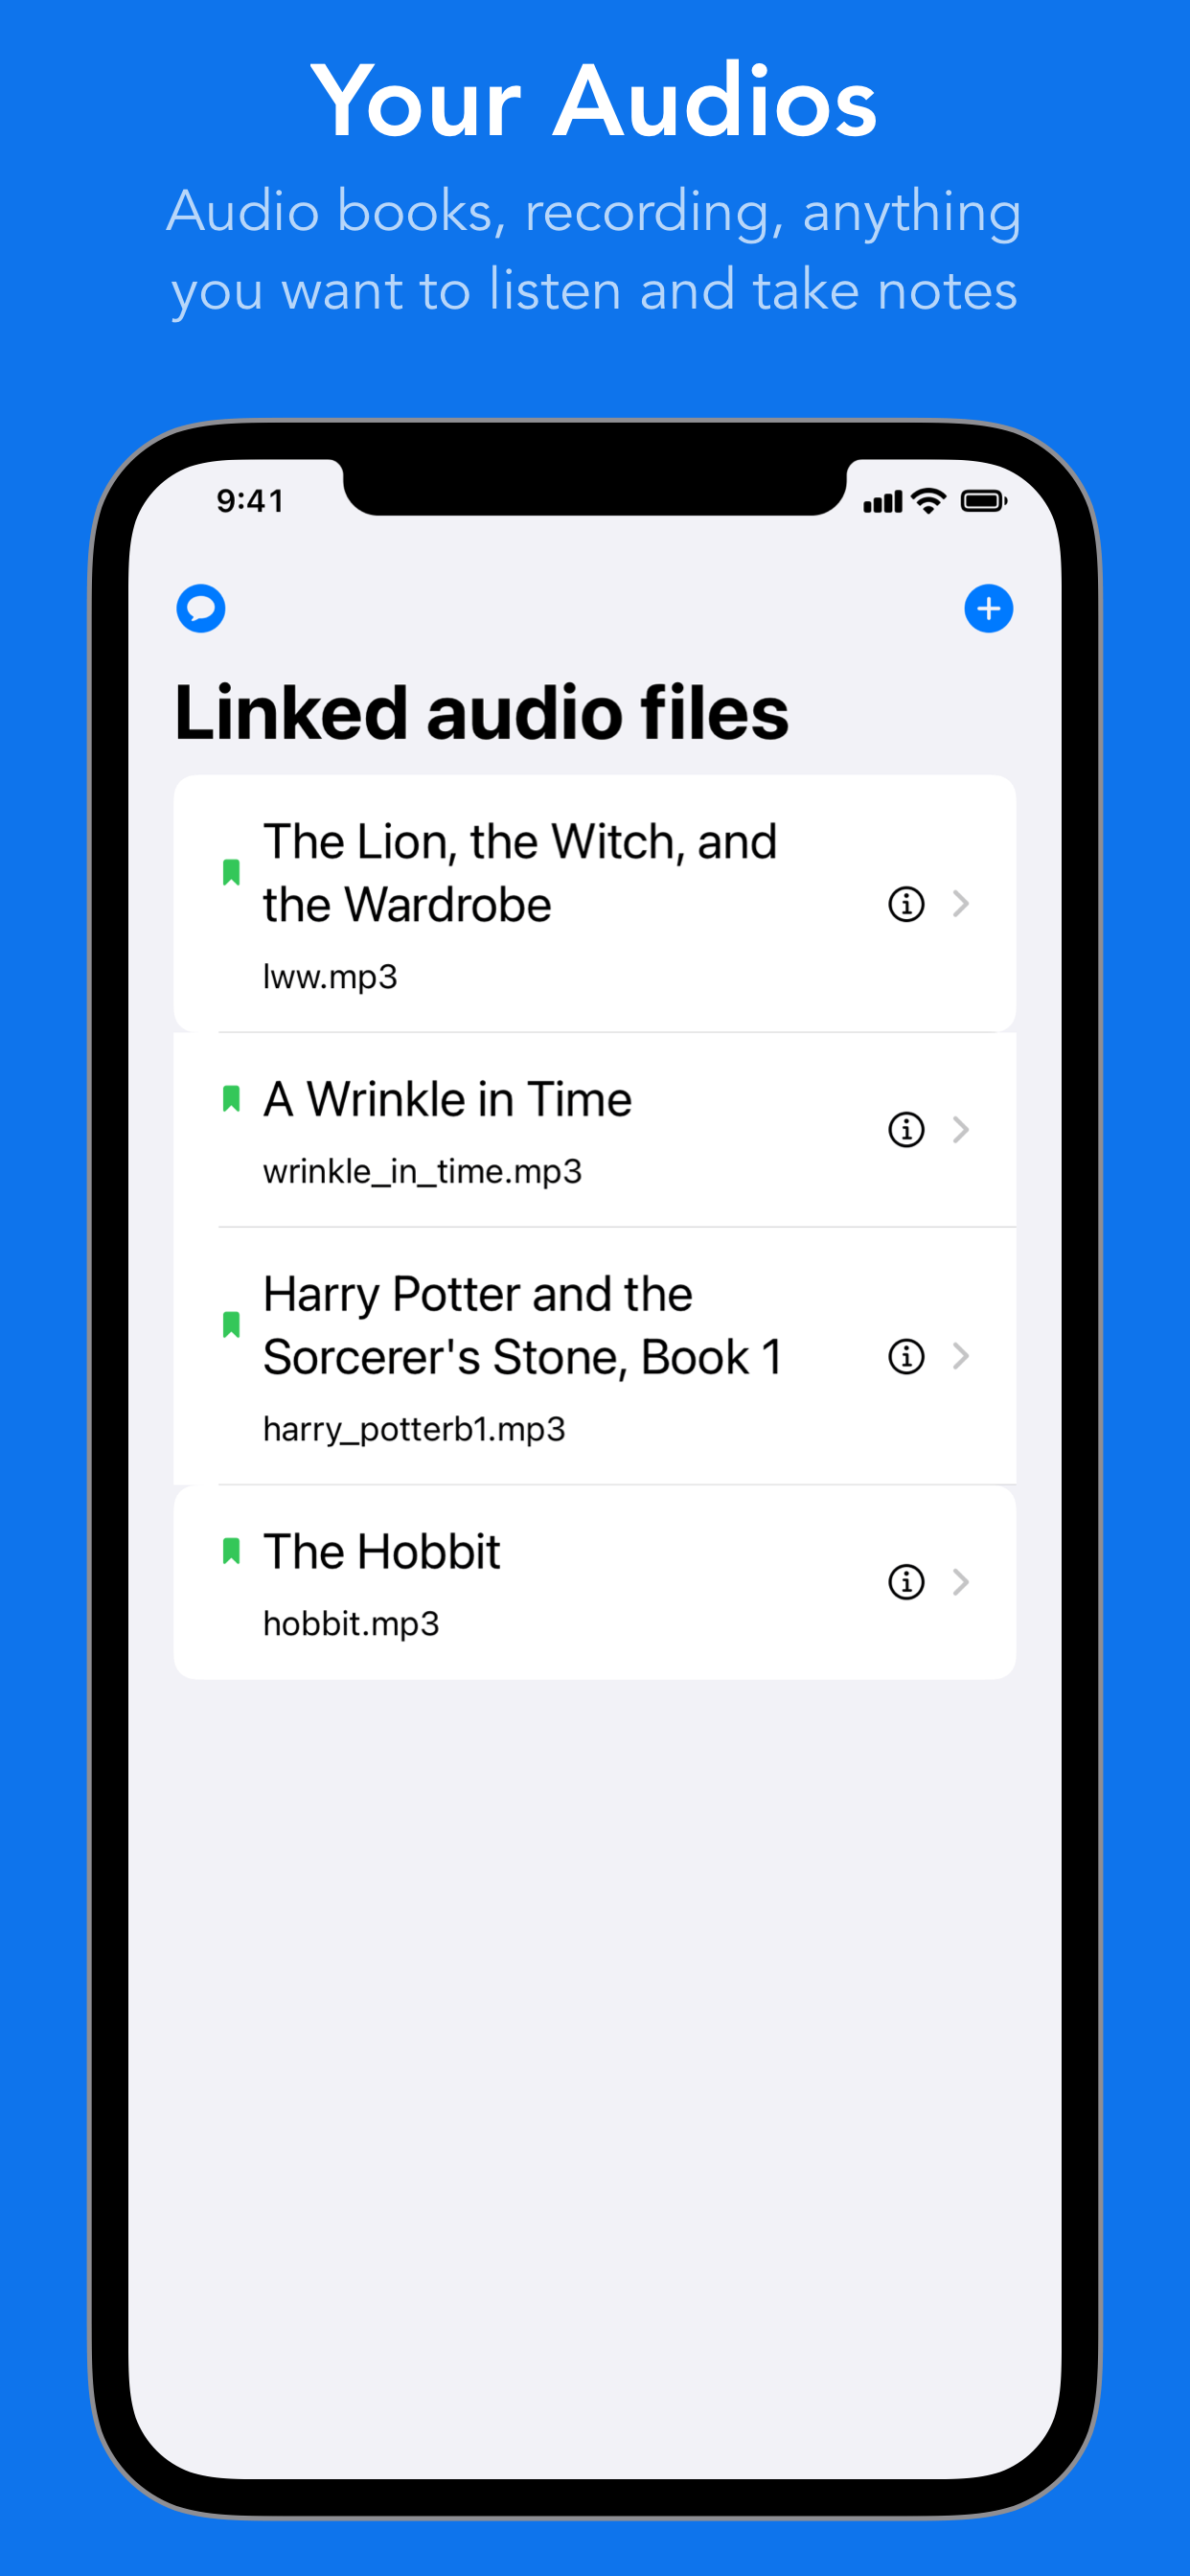 Your Audios
Audio books, recording, anything
you want to listen and take notes
9:41
Linked audio files
The Lion, the Witch, and
the Wardrobe
lww.mp3
A Wrinkle in Time
wrinkle_in_time.mp3
Harry Potter and the
Sorcerer's Stone, Book 1
harry_potterb1.mp3
The Hobbit
hobbit.mp3